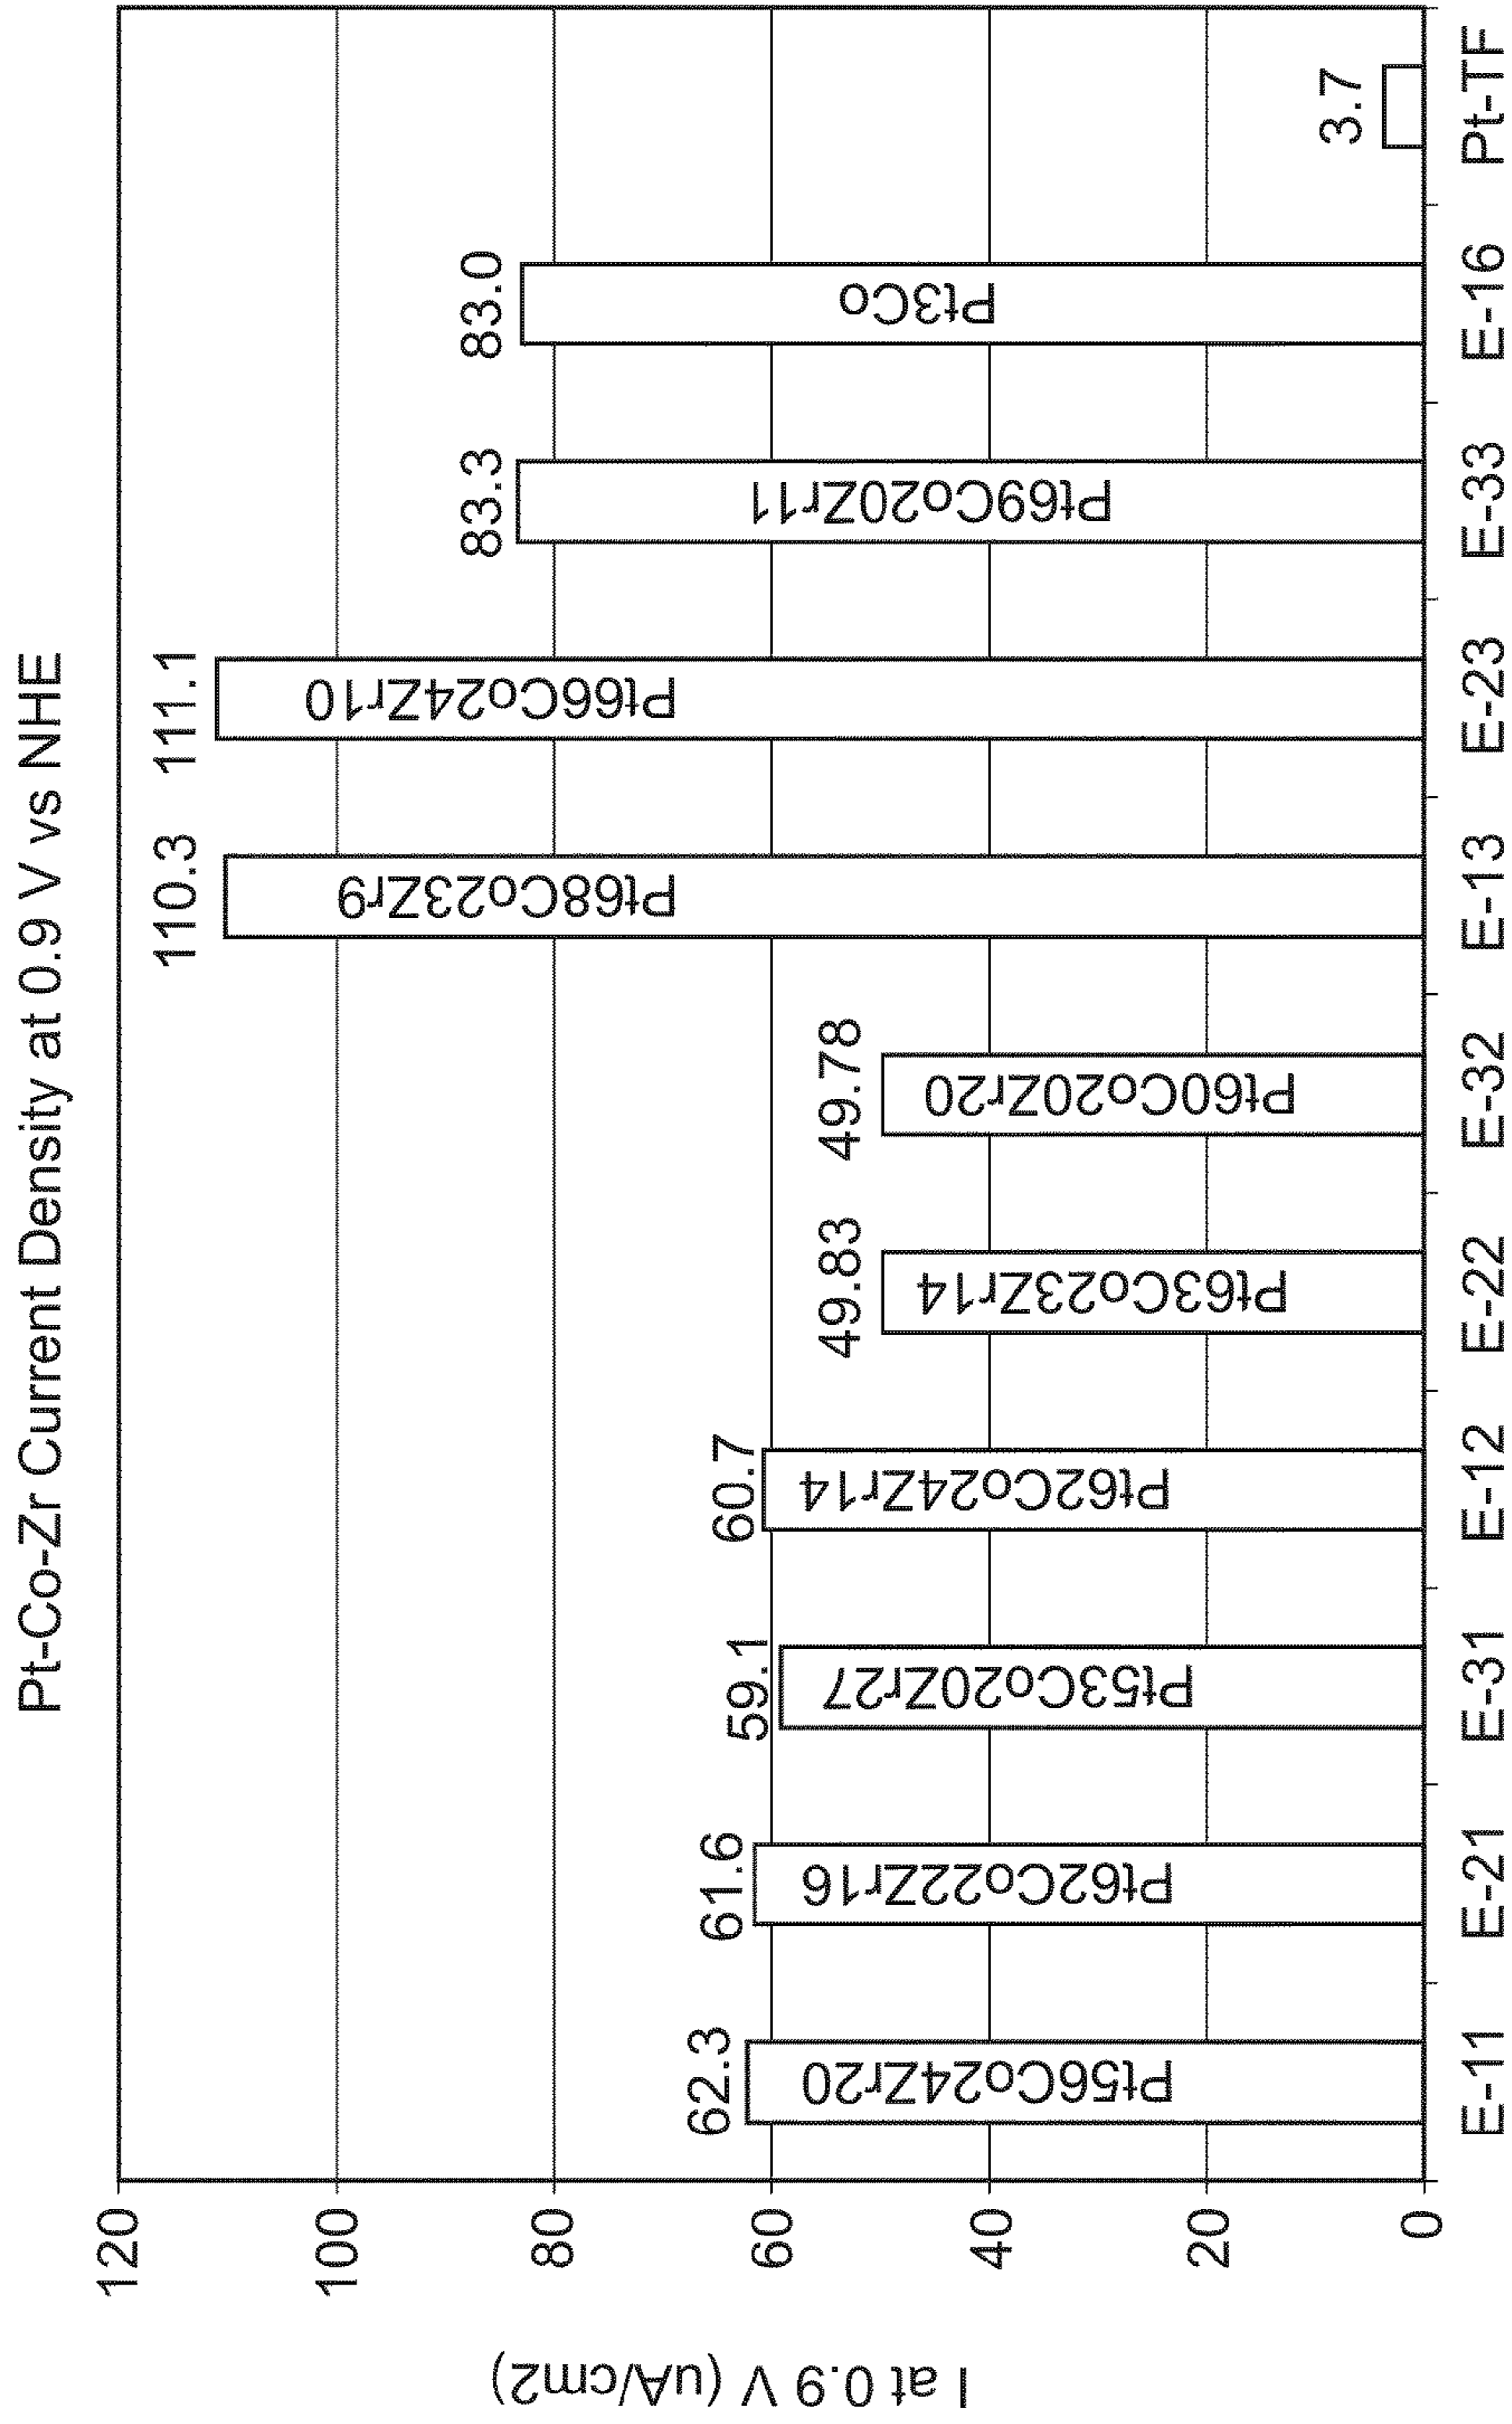 Pt-Co-Zr Current Density at 0.9 V vs NHE
I at 0.9 V (uA/cm2)
120
100
80
60
40
20
0
62.3
61.6
59.1
60.7
49.83
49.78
110.3
111.1
83.3
83.0
3.7
Pt56Co24Zr20
Pt62Co22Zr16
Pt53Co20Zr27
Pt62Co24Zr14
Pt63Co23Zr14
Pt60Co20Zr20
Pt68Co23Zr9
Pt66Co24Zr10
Pt69Co20Zr11
Pt3Co
E-11 E-21 E-31 E-12 E-22 E-32 E-13 E-23 E-33 E-16 Pt-TF